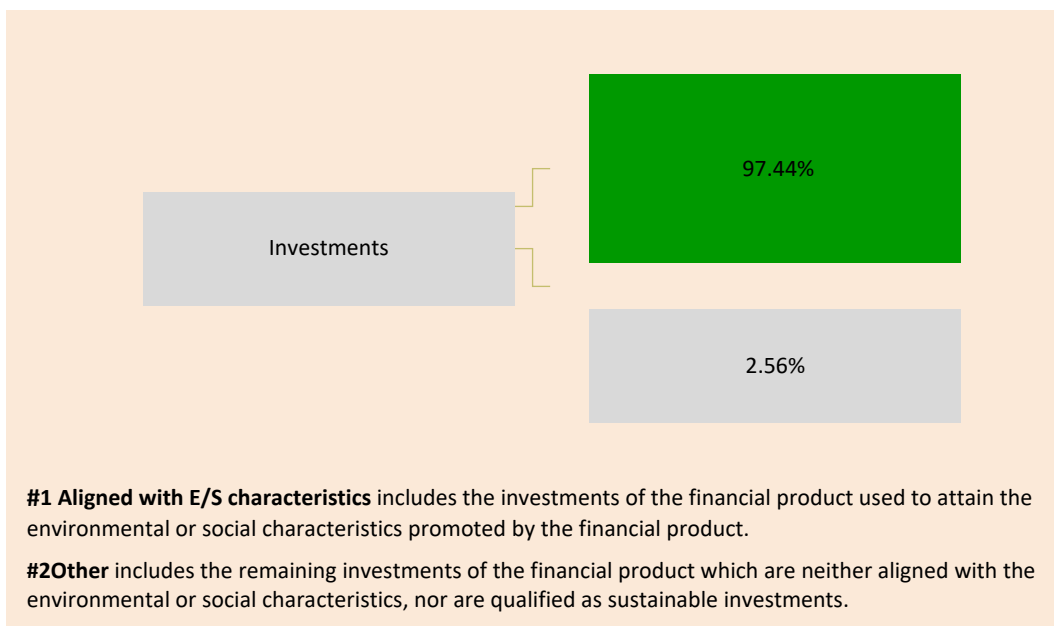 97.44%
Investments
2.56%
#1 Aligned with E/S characteristics includes the investments of the financial product used to attain the
environmental or social characteristics promoted by the financial product.
#2Other includes the remaining investments of the financial product which are neither aligned with the
environmental or social characteristics, nor are qualified as sustainable investments.